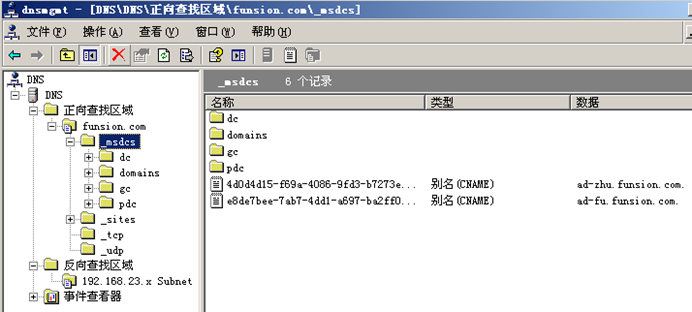 dnsmgmt - [DNS\DNS\正向查找区域\funsion.com\_msdcs]
文件(F) 操作(A) 查看(V) 窗口(W) 帮助(H)
DNS
DNS
正向查找区域
funsion.com
_msdcs
dc
domains
gc
pdc
_sites
_tcp
_udp
反向查找区域
192.168.23.x Subnet
事件查看器
_msdcs 6 个记录
名称 类型 数据
dc
domains
gc
pdc
4d0d4d15-f69a-4086-9fd3-b7273e... 别名(CNAME) ad-zhu.funsion.com.
e8de7bee-7ab7-4dd1-a697-ba2ff0... 别名(CNAME) ad-fu.funsion.com.